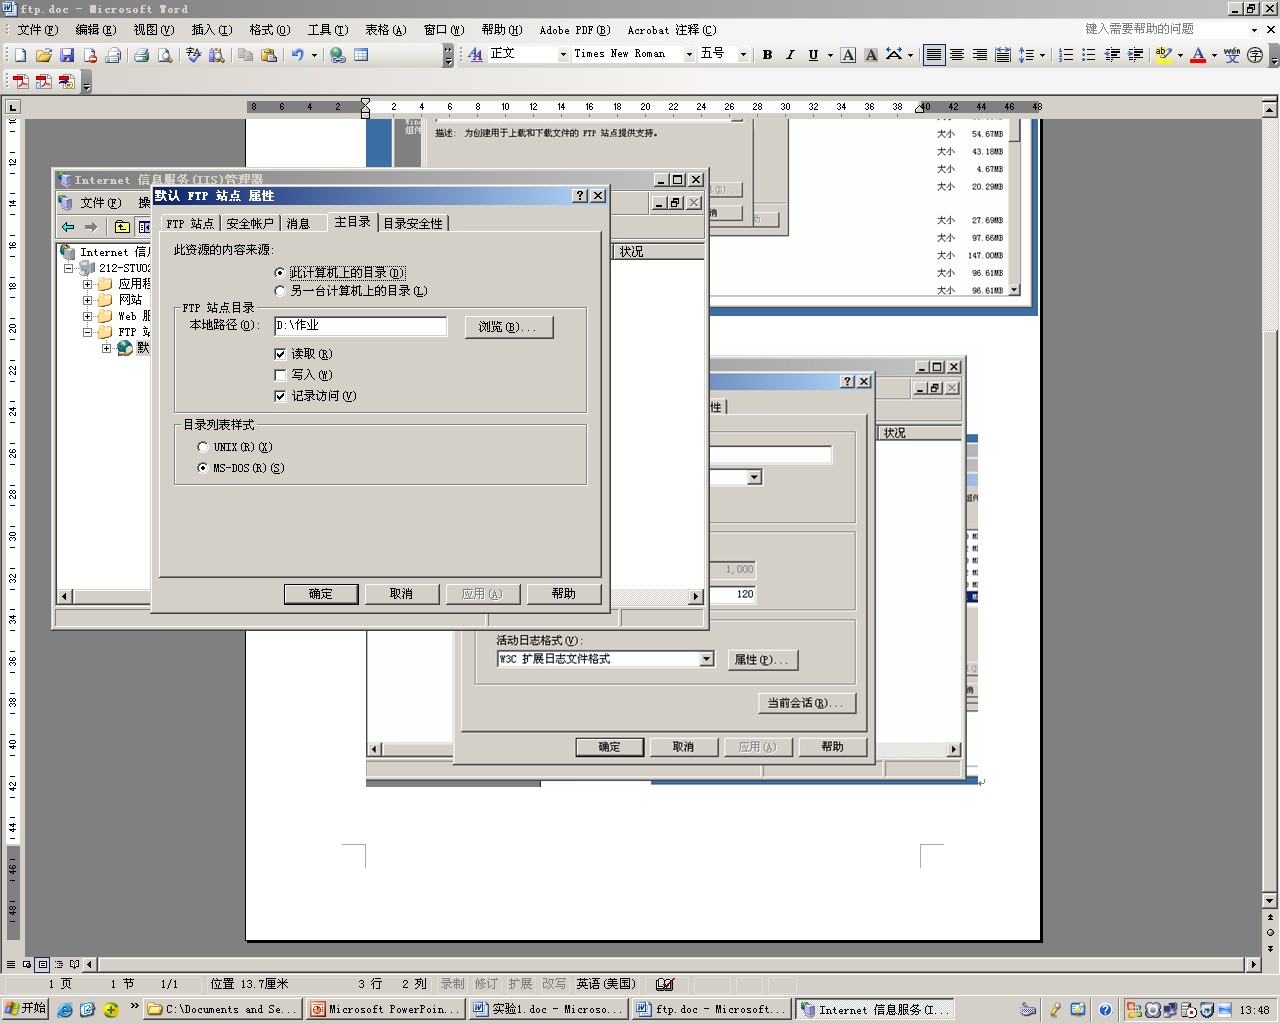 ftp.doc - Microsoft Word
文件(F) 编辑(E) 视图(V) 插入(I) 格式(O) 工具(T) 表格(A) 窗口(W) 帮助(H) Adobe PDF(B) Acrobat 注释(C) 键入需要帮助的问题
正文 Times New Roman 五号 B I U A A
8 6 4 2 2 4 6 8 10 12 14 16 18 20 22 24 26 28 30 32 34 36 38 40 42 44 46 48
描述: 为创建用于上载和下载文件的 FTP 站点提供支持。
大小 54.67MB
大小 43.18MB
大小 4.67MB
大小 20.29MB
大小 27.69MB
大小 97.66MB
大小 147.00MB
大小 96.61MB
大小 96.61MB
Internet 信息服务(IIS)管理器
文件(F)
Internet 信
212-STU02
应用程
网站
Web 服
FTP 站
默
状况
默认 FTP 站点 属性
FTP 站点 安全帐户 消息 主目录 目录安全性
此资源的内容来源:
此计算机上的目录(D)
另一台计算机上的目录(L)
FTP 站点目录
本地路径(O): D:\作业 浏览(B)...
读取(R)
写入(W)
记录访问(V)
目录列表样式
UNIX(R)(X)
MS-DOS(R)(S)
确定 取消 应用(A) 帮助
性
状况
1,000
120
活动日志格式(V):
W3C 扩展日志文件格式 属性(P)...
当前会话(R)...
确定 取消 应用(A) 帮助
1 页 1 节 1/1 位置 13.7厘米 3 行 2 列 录制 修订 扩展 改写 英语(美国)
开始 C:\Documents and Se... Microsoft PowerPoin... 实验1.doc - Microso... ftp.doc - Microsoft... Internet 信息服务(I... 13:48